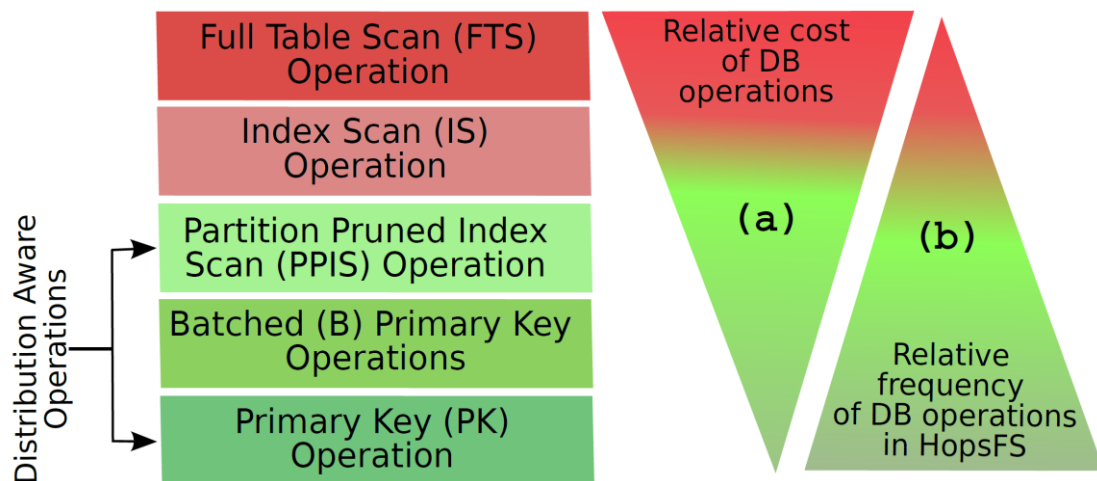 Full Table Scan (FTS)
Operation
Index Scan (IS)
Operation
Partition Pruned Index
Scan (PPIS) Operation
Batched (B) Primary Key
Operations
Primary Key (PK)
Operation
Distribution Aware
Operations
Relative cost
of DB
operations
(a)
(b)
Relative
frequency
of DB operations
in HopsFS